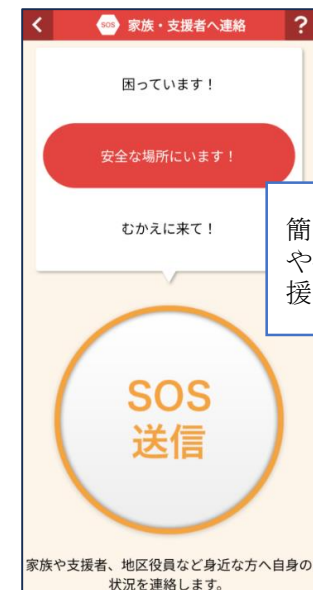 SOS 家族・支援者へ連絡 ?
困っています!
安全な場所にいます!
むかえに来て!
簡
や
援
SOS
送信
家族や支援者、地区役員など身近な方へ自身の
状況を連絡します。